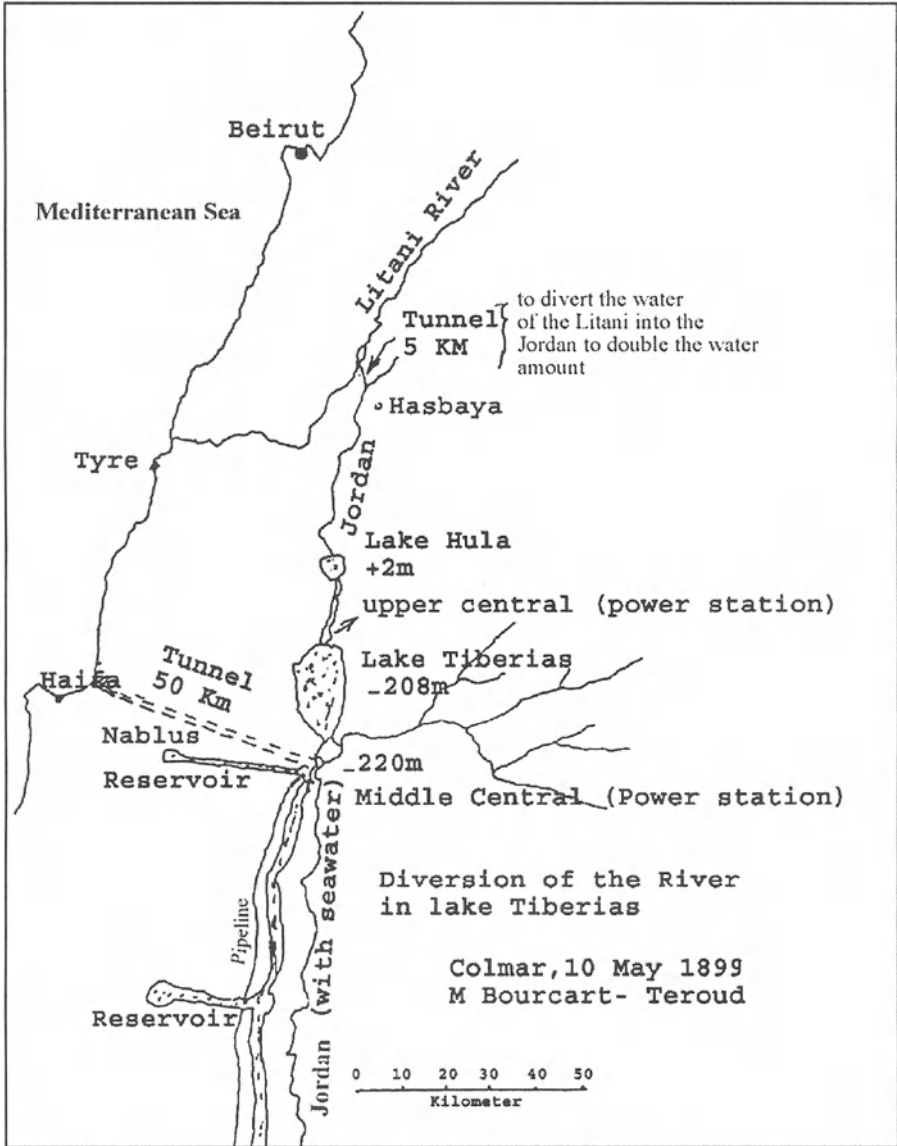 Beirut
Mediterranean Sea
Litani River
Tunnel
5 KM
to divert the water
of the Litani into the
Jordan to double the water
amount
Hasbaya
Tyre
Jordan
Lake Hula
+2m
upper central (power station)
Lake Tiberias
-208m
Tunnel
50 Km
Haifa
Nablus
Reservoir
-220m
Middle Central (Power station)
Jordan (with seawater)
Pipeline
Diversion of the River
in lake Tiberias
Colmar,10 May 1899
M Bourcart- Teroud
Reservoir
0 10 20 30 40 50
Kilometer